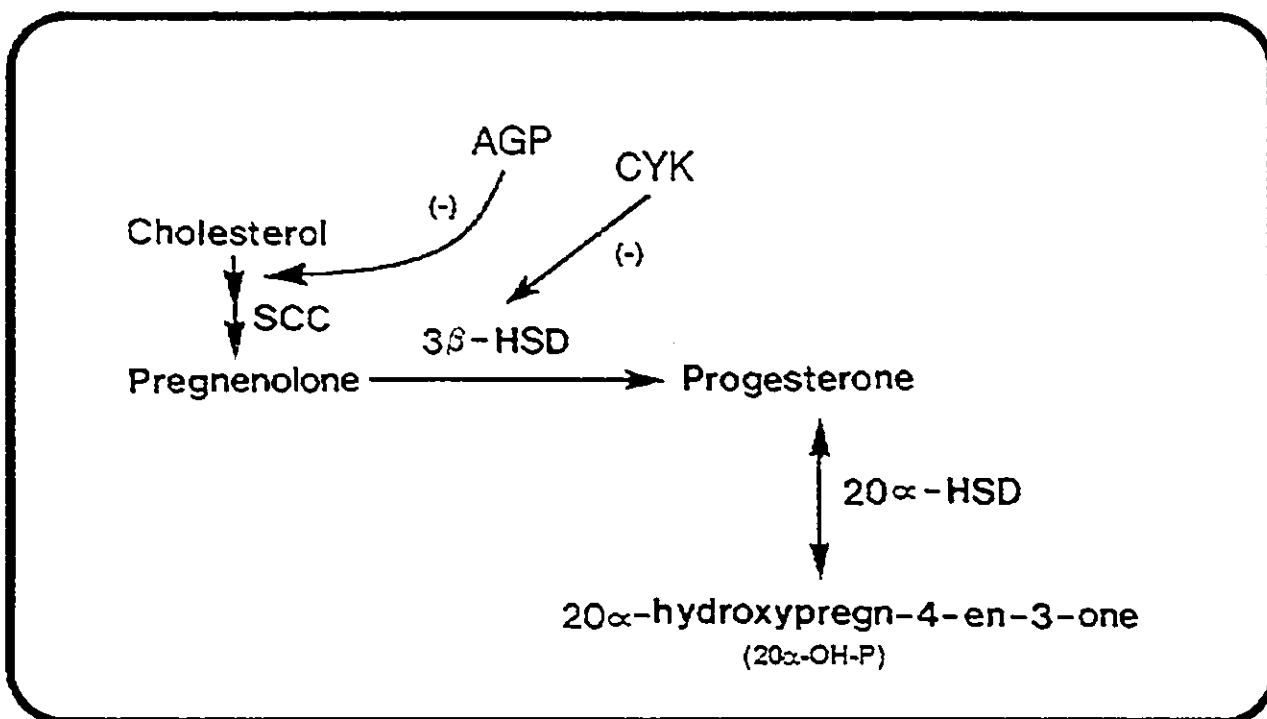 AGP
CYK
(-)
(-)
Cholesterol
SCC
3β-HSD
Pregnenolone
Progesterone
20α-HSD
20α-hydroxypregn-4-en-3-one
(20α-OH-P)